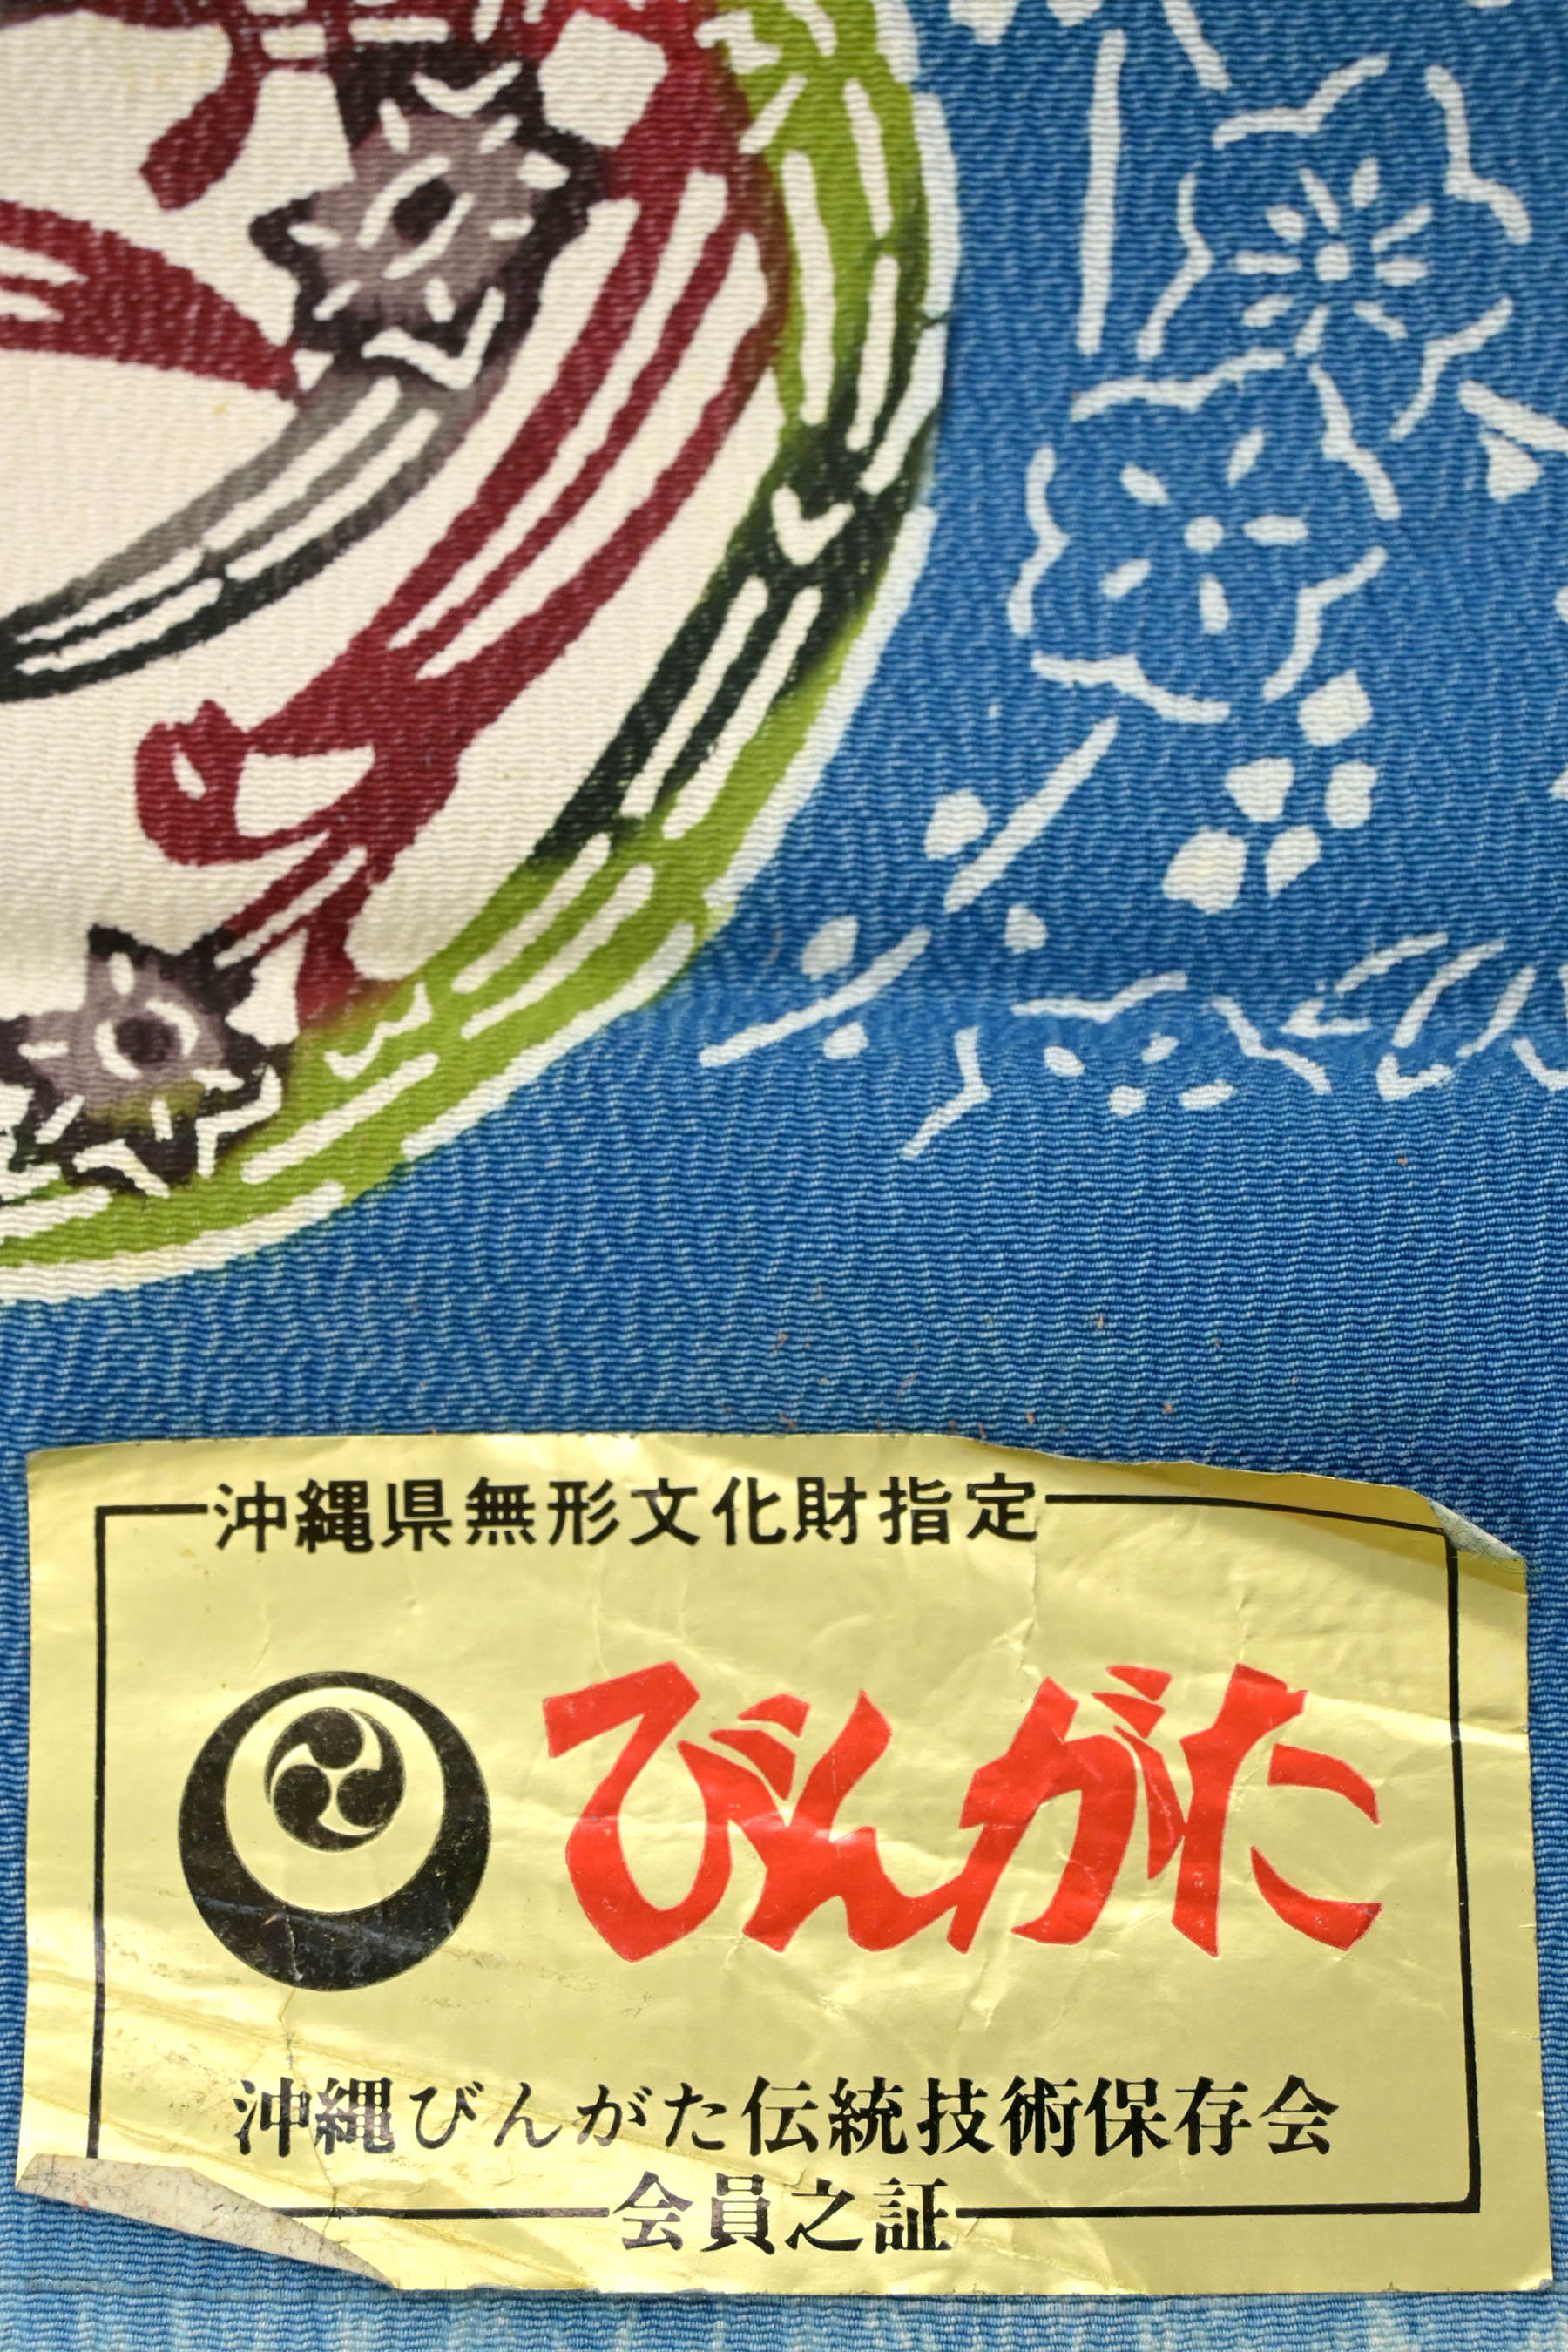 沖縄県無形文化財指定
びんがた
沖縄びんがた伝統技術保存会
会員之証